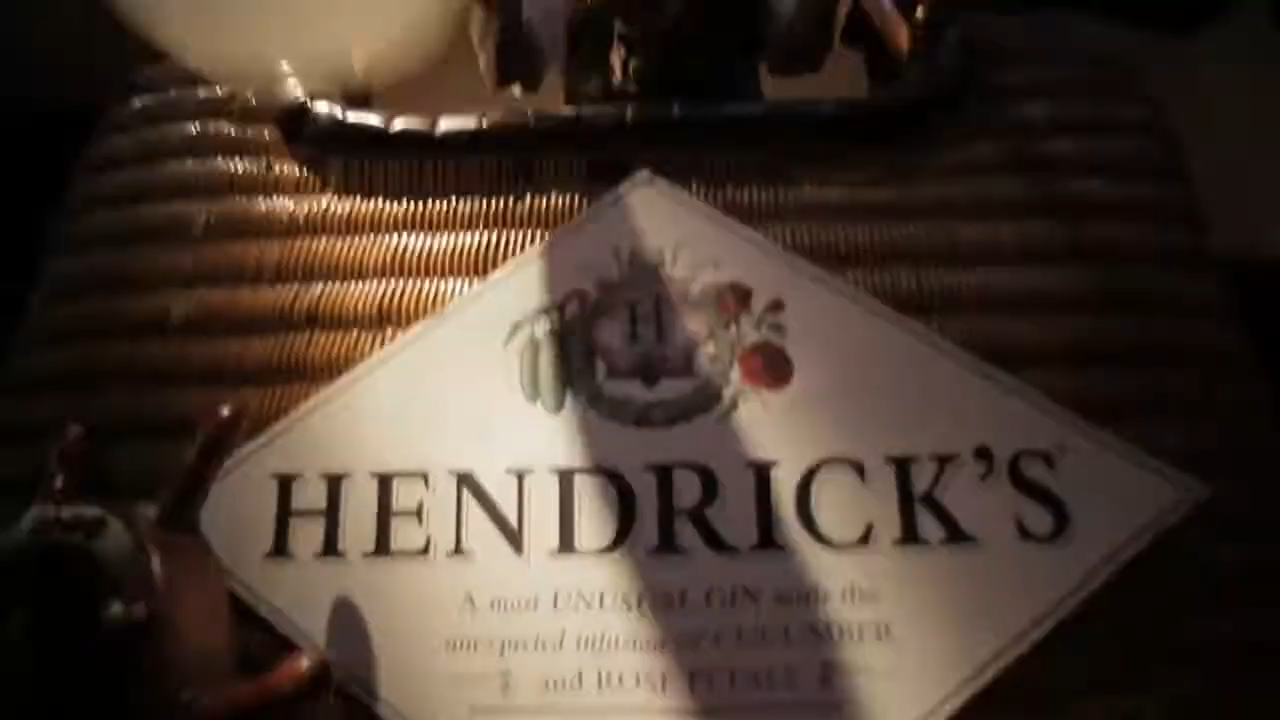 H
HENDRICK'S
A most UNUSUAL GIN with the
unexpected infusion of CUCUMBER
and ROSE PETALS